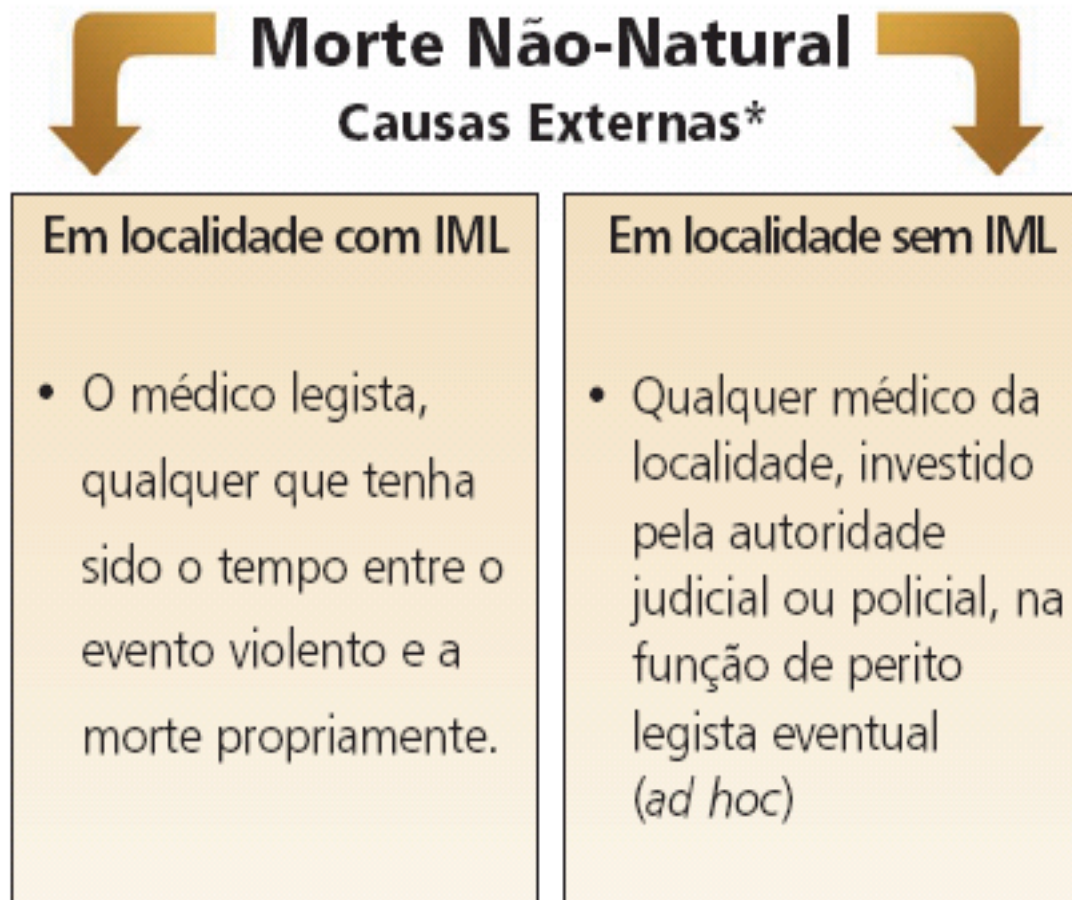 Morte Não-Natural
Causas Externas*
Em localidade com IML
• O médico legista,
qualquer que tenha
sido o tempo entre o
evento violento e a
morte propriamente.
Em localidade sem IML
• Qualquer médico da
localidade, investido
pela autoridade
judicial ou policial, na
função de perito
legista eventual
(ad hoc)